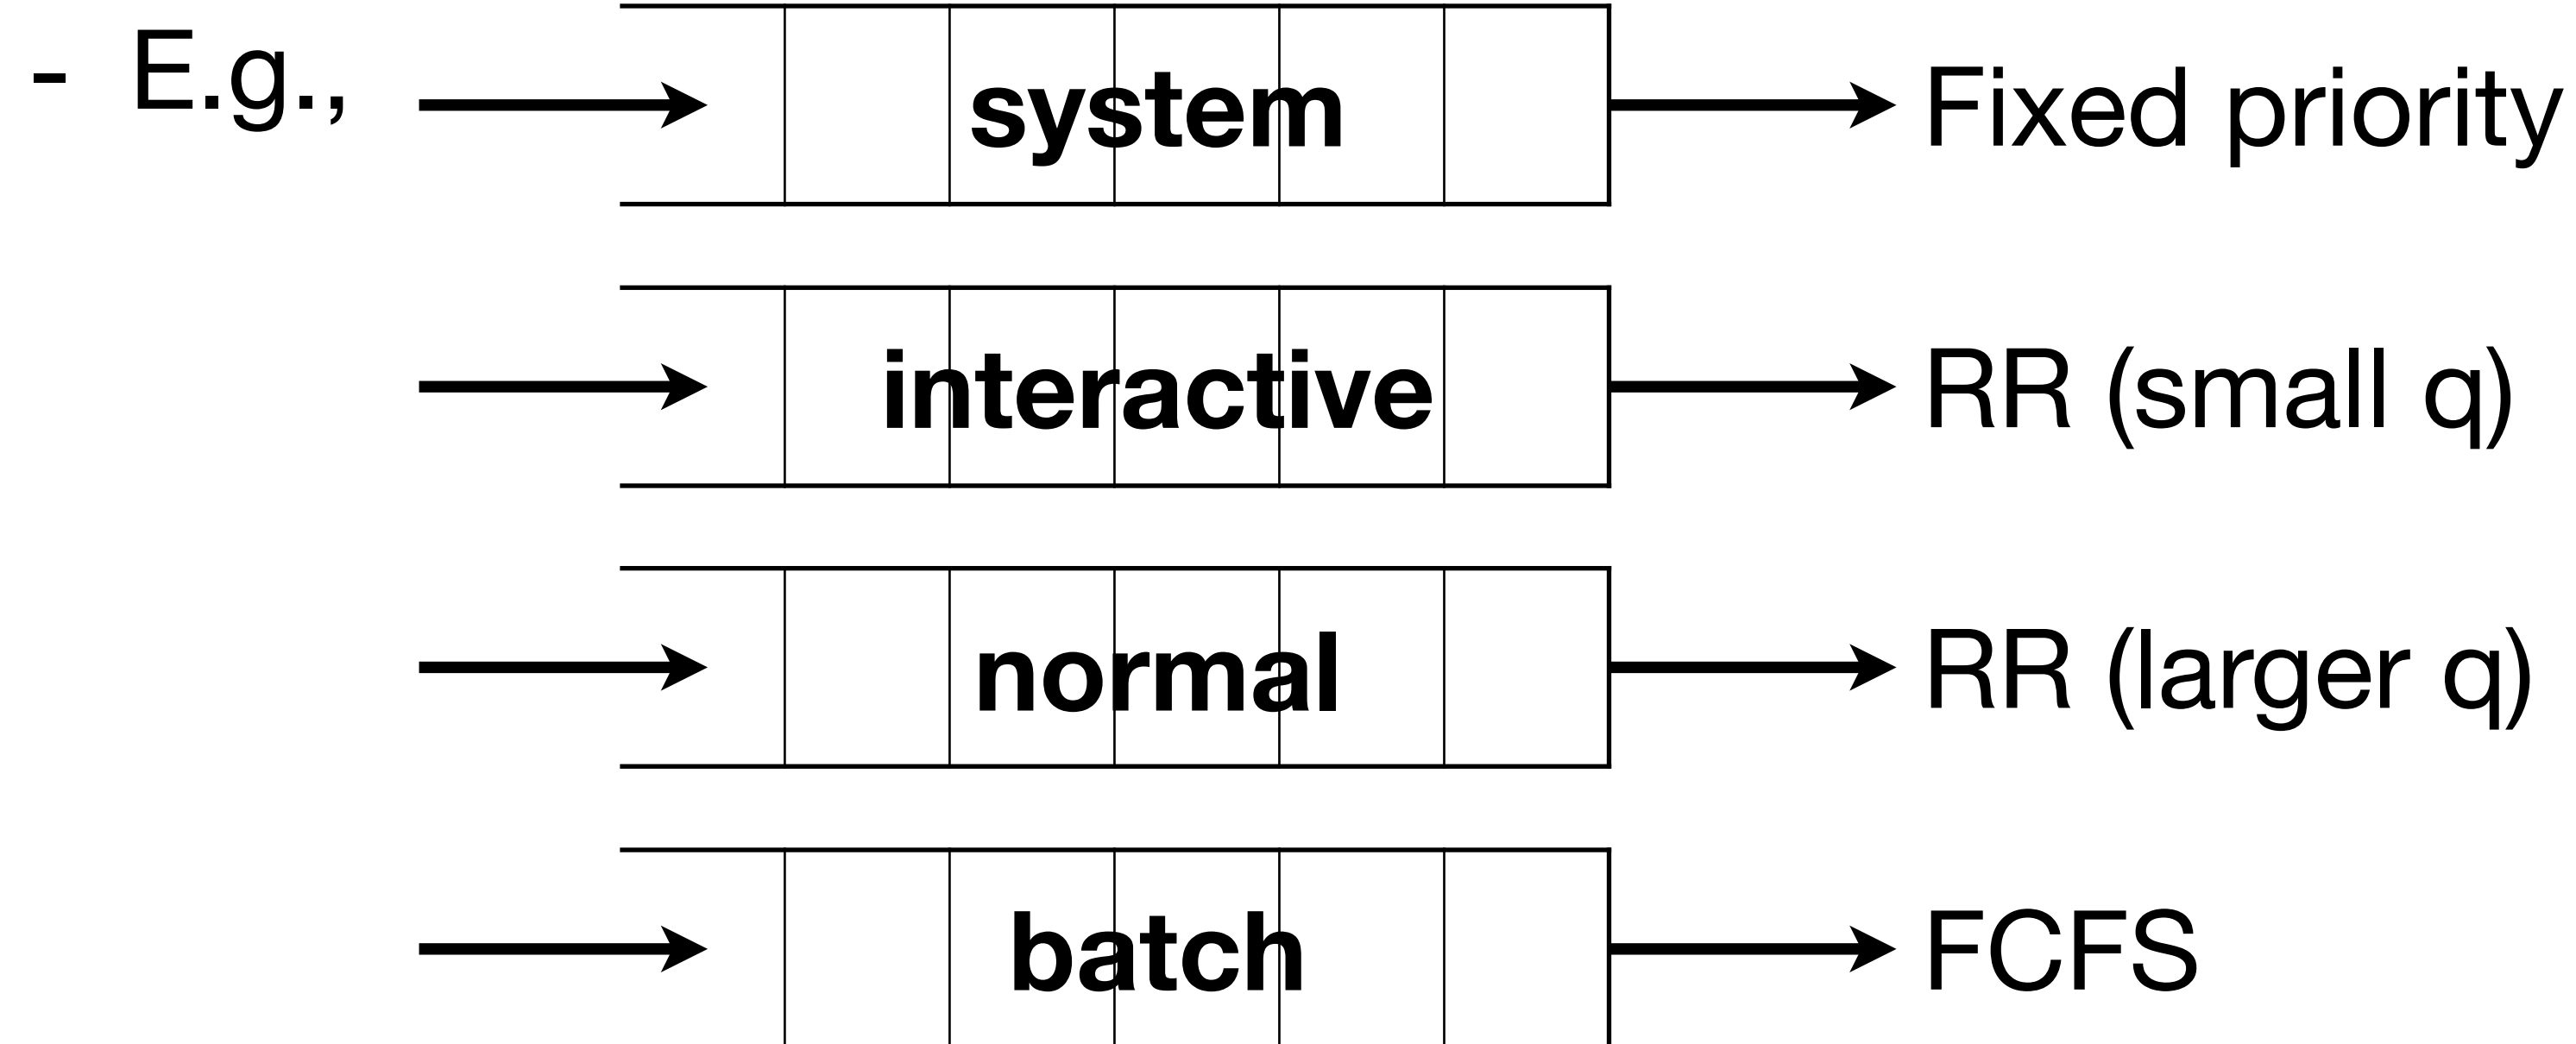 - E.g.,
system Fixed priority
interactive RR (small q)
normal RR (larger q)
batch FCFS